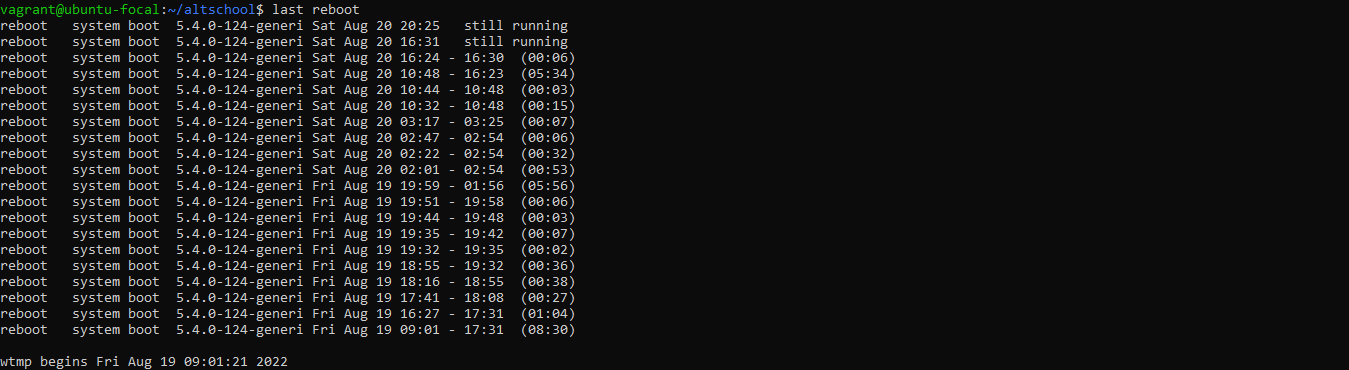 vagrant@ubuntu-focal:~/altschool$ last reboot
reboot   system boot  5.4.0-124-generi Sat Aug 20 20:25   still running
reboot   system boot  5.4.0-124-generi Sat Aug 20 16:31   still running
reboot   system boot  5.4.0-124-generi Sat Aug 20 16:24 - 16:30  (00:06)
reboot   system boot  5.4.0-124-generi Sat Aug 20 10:48 - 16:23  (05:34)
reboot   system boot  5.4.0-124-generi Sat Aug 20 10:44 - 10:48  (00:03)
reboot   system boot  5.4.0-124-generi Sat Aug 20 10:32 - 10:48  (00:15)
reboot   system boot  5.4.0-124-generi Sat Aug 20 03:17 - 03:25  (00:07)
reboot   system boot  5.4.0-124-generi Sat Aug 20 02:47 - 02:54  (00:06)
reboot   system boot  5.4.0-124-generi Sat Aug 20 02:22 - 02:54  (00:32)
reboot   system boot  5.4.0-124-generi Sat Aug 20 02:01 - 02:54  (00:53)
reboot   system boot  5.4.0-124-generi Fri Aug 19 19:59 - 01:56  (05:56)
reboot   system boot  5.4.0-124-generi Fri Aug 19 19:51 - 19:58  (00:06)
reboot   system boot  5.4.0-124-generi Fri Aug 19 19:44 - 19:48  (00:03)
reboot   system boot  5.4.0-124-generi Fri Aug 19 19:35 - 19:42  (00:07)
reboot   system boot  5.4.0-124-generi Fri Aug 19 19:32 - 19:35  (00:02)
reboot   system boot  5.4.0-124-generi Fri Aug 19 18:55 - 19:32  (00:36)
reboot   system boot  5.4.0-124-generi Fri Aug 19 18:16 - 18:55  (00:38)
reboot   system boot  5.4.0-124-generi Fri Aug 19 17:41 - 18:08  (00:27)
reboot   system boot  5.4.0-124-generi Fri Aug 19 16:27 - 17:31  (01:04)
reboot   system boot  5.4.0-124-generi Fri Aug 19 09:01 - 17:31  (08:30)
wtmp begins Fri Aug 19 09:01:21 2022